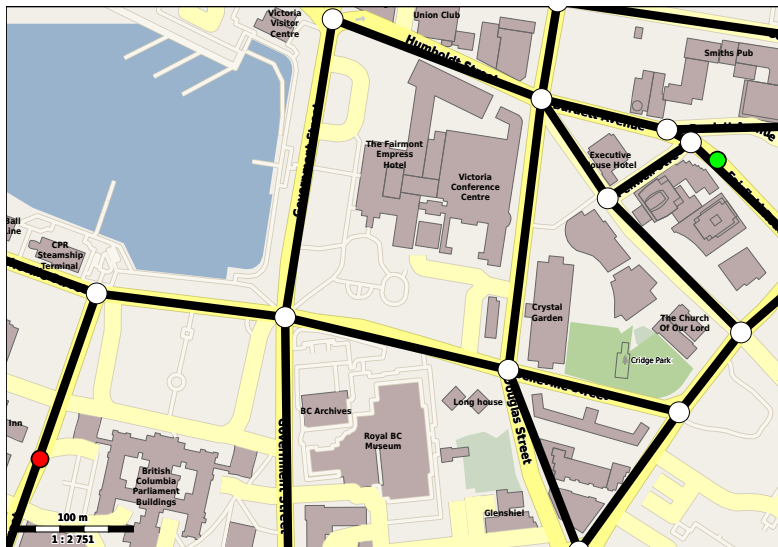 Victoria
Visitor
Centre
Union Club
Humboldt Street
Smiths Pub
Burdett Avenue
The Fairmont
Empress
Hotel
Executive
House Hotel
Victoria
Conference
Centre
Government Street
Ball
Line
CPR
Steamship
Terminal
Crystal
Garden
The Church
Of Our Lord
Cridge Park
Belleville Street
Long house
BC Archives
Douglas Street
Inn
Royal BC
Museum
Government Street
British
Columbia
Parliament
Buildings
Glenshiel
100 m
1 : 2 751